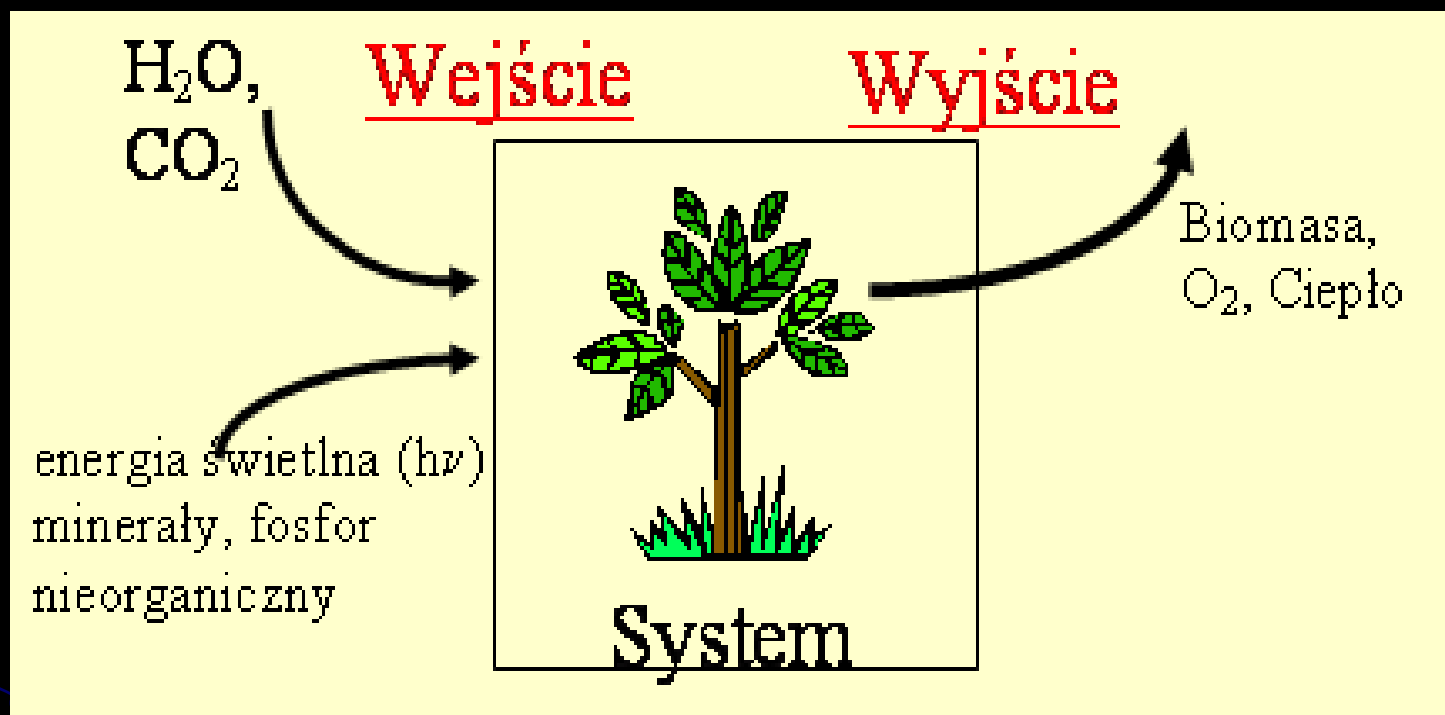 H₂O,
CO₂
Wejście
Wyjście
Biomasa,
O₂, Ciepło
energia świetlna (hν)
minerały, fosfor
nieorganiczny
System